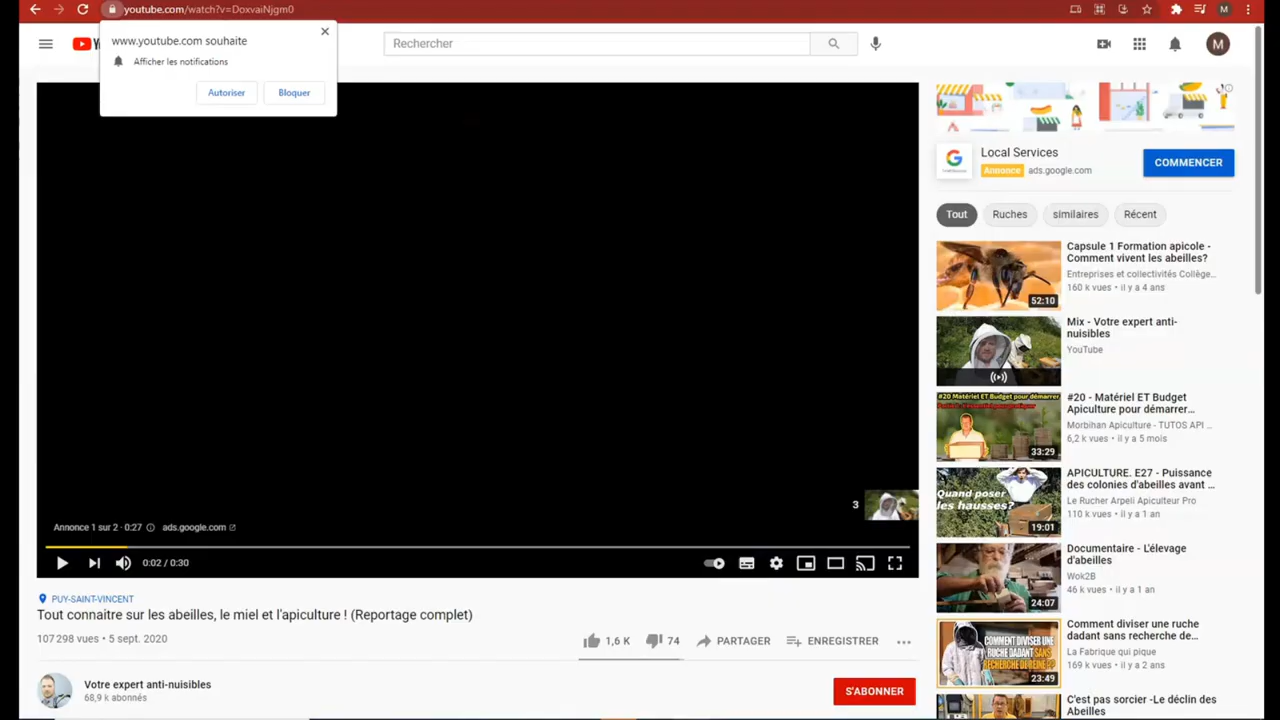 youtube.com/watch?v=DoxvaiNjgm0
M
www.youtube.com souhaite
Afficher les notifications
Autoriser
Bloquer
Rechercher
M
Local Services
Annonce ads.google.com
COMMENCER
Tout
Ruches
similaires
Récent
Capsule 1 Formation apicole -
Comment vivent les abeilles?
Entreprises et collectivités Collège...
160 k vues • il y a 4 ans
52:10
Mix - Votre expert anti-
nuisibles
YouTube
#20 Matériel ET Budget pour démarrer
#20 - Matériel ET Budget
Apiculture pour démarrer...
Morbihan Apiculture - TUTOS API ...
6,2 k vues • il y a 5 mois
33:29
Quand poser
les hausses?
APICULTURE. E27 - Puissance
des colonies d'abeilles avant ...
Le Rucher Arpeli Apiculteur Pro
110 k vues • il y a 1 an
19:01
Documentaire - L'élevage
d'abeilles
Wok2B
46 k vues • il y a 1 an
24:07
COMMENT DIVISER UNE
RUCHE DADANT SANS
RECHERCHE DE REINE ??
Comment diviser une ruche
dadant sans recherche de...
La Fabrique qui pique
169 k vues • il y a 2 ans
23:49
C'est pas sorcier -Le déclin des
Abeilles
3
Annonce 1 sur 2 · 0:27 ads.google.com
0:02 / 0:30
PUY-SAINT-VINCENT
Tout connaitre sur les abeilles, le miel et l'apiculture ! (Reportage complet)
107 298 vues • 5 sept. 2020
1,6 K
74
PARTAGER
ENREGISTRER
Votre expert anti-nuisibles
68,9 k abonnés
S'ABONNER